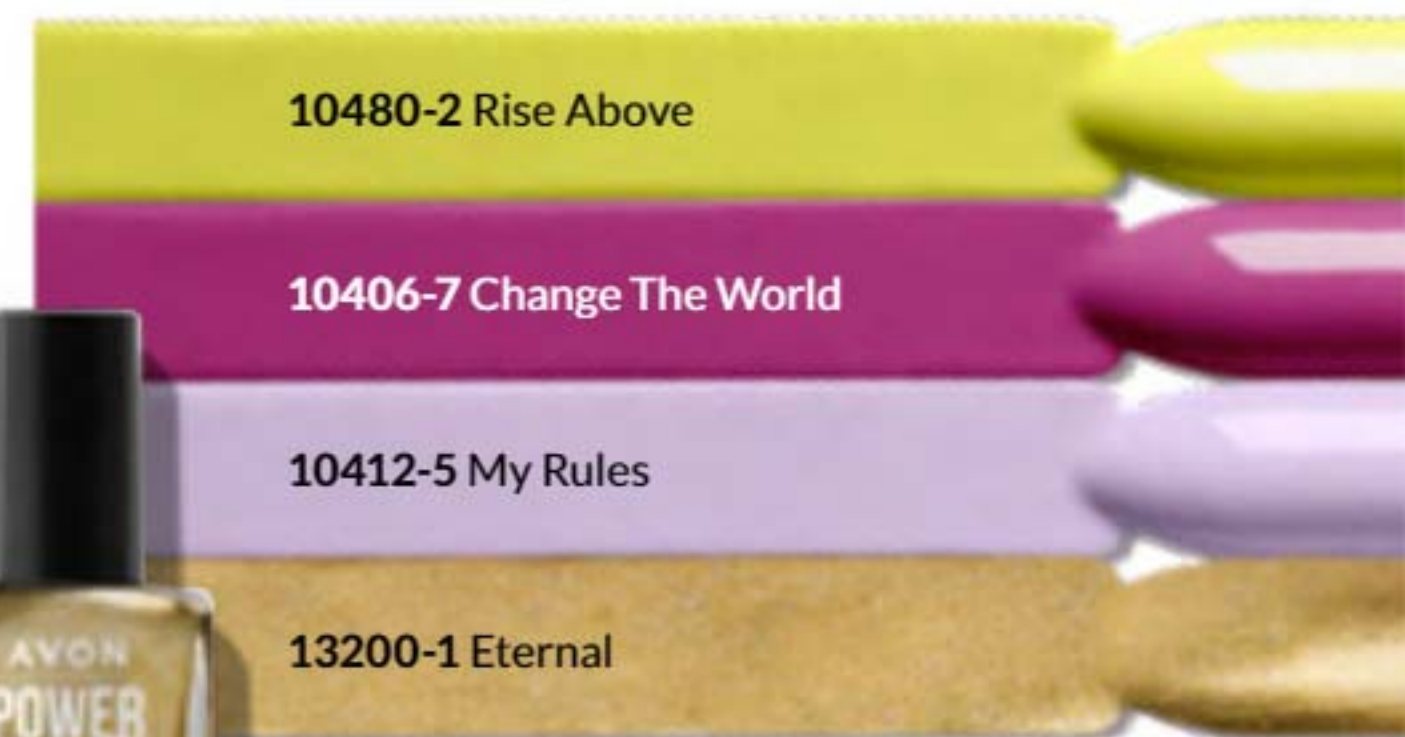 10480-2 Rise Above
10406-7 Change The World
10412-5 My Rules
13200-1 Eternal
AVON
POWER